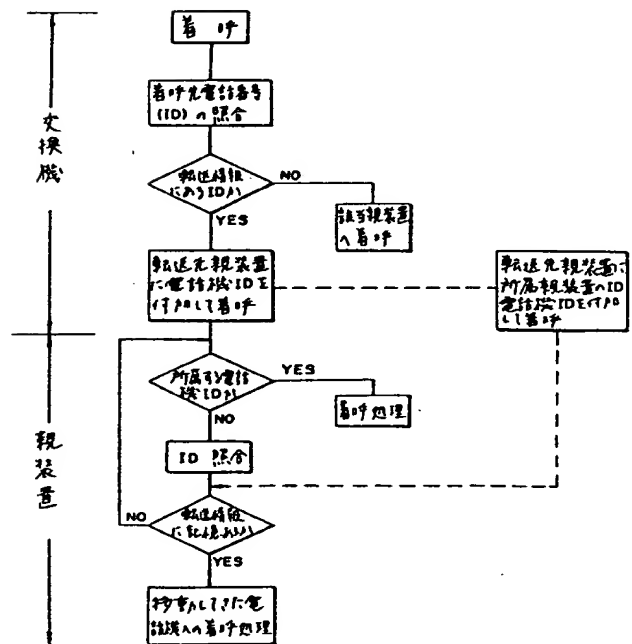 着呼
着呼先電話番号
(ID)の照合
転送情報
にあるIDか
NO
YES
該当親装置
へ着呼
転送先親装置
に電話機IDを
付加して着呼
転送先親装置に
所属親装置のID
電話機IDを付加
して着呼
交換機
所属する電話
機IDか
YES
NO
着呼処理
ID 照合
転送情報
に記憶あるか
NO
YES
移動してきた電
話機への着呼処理
親装置